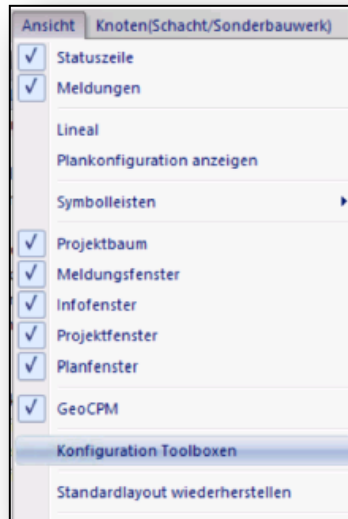 Ansicht Knoten(Schacht/Sonderbauwerk)
Statuszeile
Meldungen
Lineal
Plankonfiguration anzeigen
Symbolleisten
Projektbaum
Meldungsfenster
Infofenster
Projektfenster
Planfenster
GeoCPM
Konfiguration Toolboxen
Standardlayout wiederherstellen